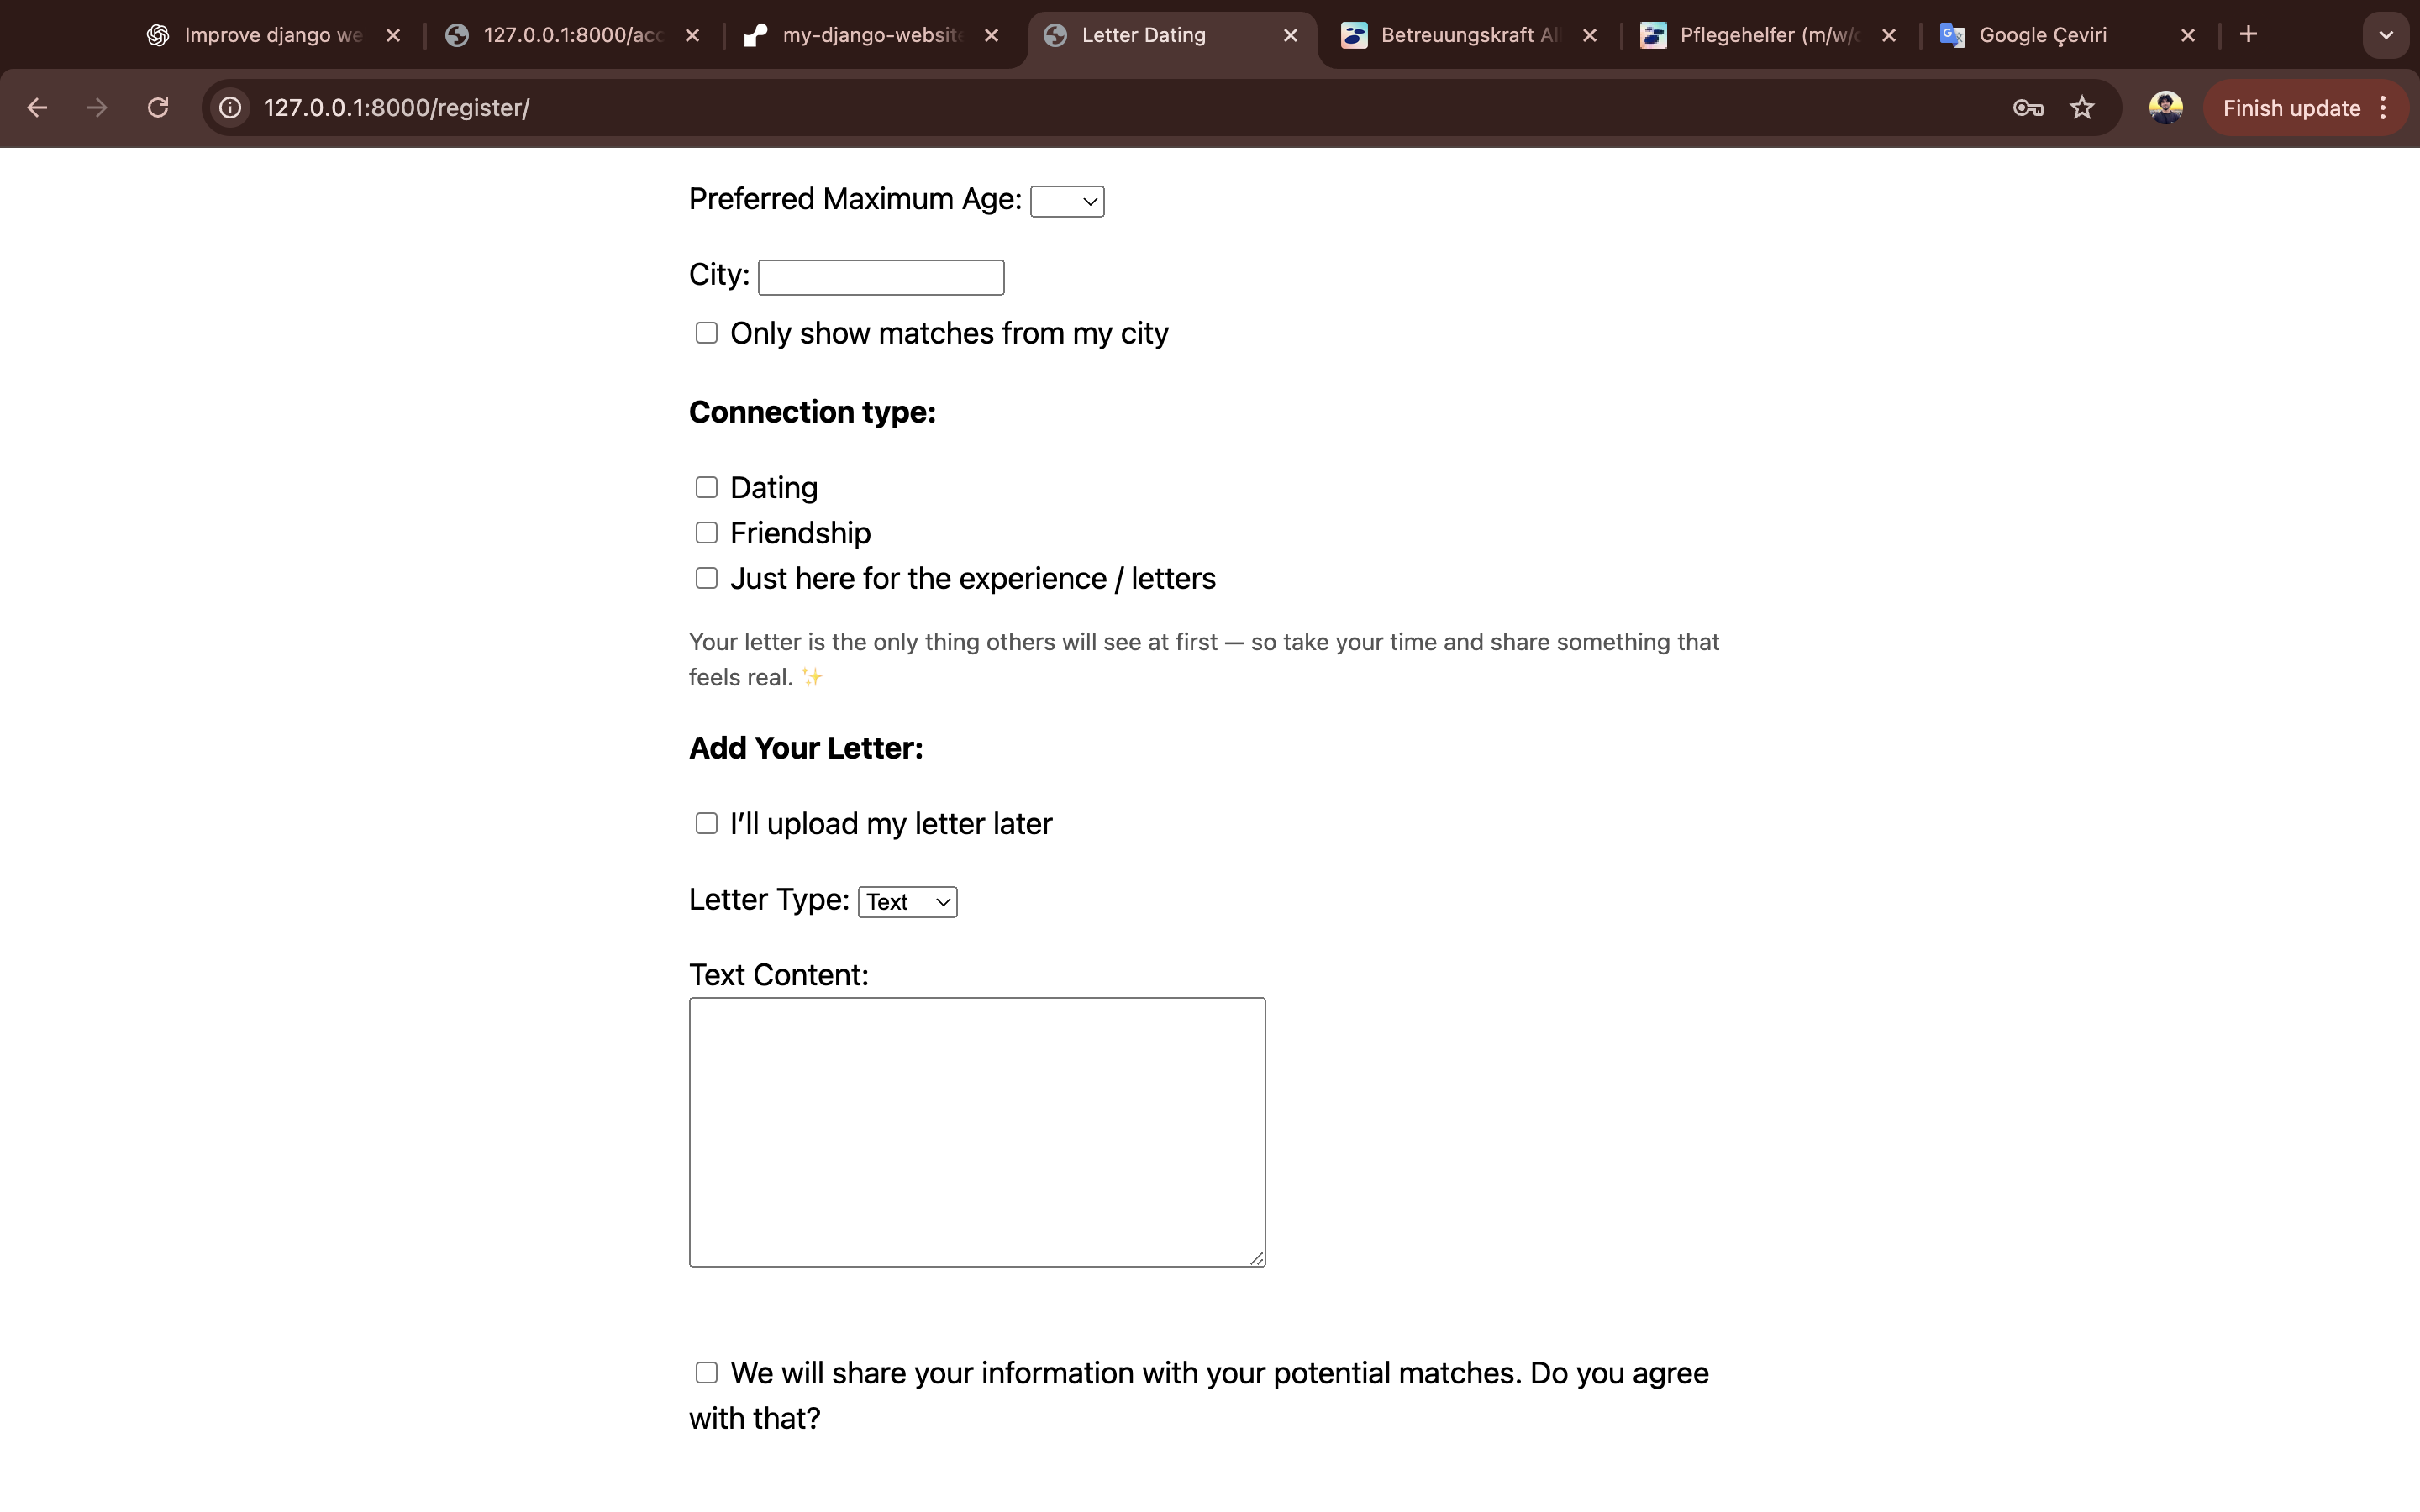 Improve django we
127.0.0.1:8000/acc
my-django-website
Letter Dating
Betreuungskraft Al
Pflegehelfer (m/w/d
Google Çeviri
127.0.0.1:8000/register/
Finish update
Preferred Maximum Age:
City:
Only show matches from my city
Connection type:
Dating
Friendship
Just here for the experience / letters
Your letter is the only thing others will see at first — so take your time and share something that
feels real. ✨
Add Your Letter:
I’ll upload my letter later
Letter Type: Text
Text Content:
We will share your information with your potential matches. Do you agree
with that?